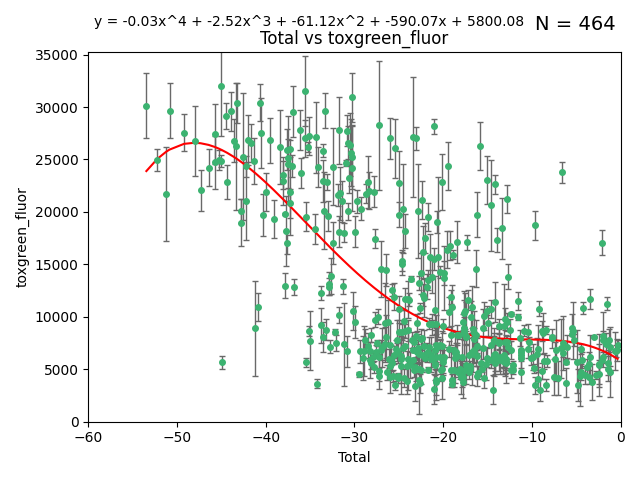 y = -0.03x^4 + -2.52x^3 + -61.12x^2 + -590.07x + 5800.08 N = 464
Total vs toxgreen_fluor
35000
30000
25000
20000
15000
10000
5000
0
toxgreen_fluor
−60 −50 −40 −30 −20 −10 0
Total